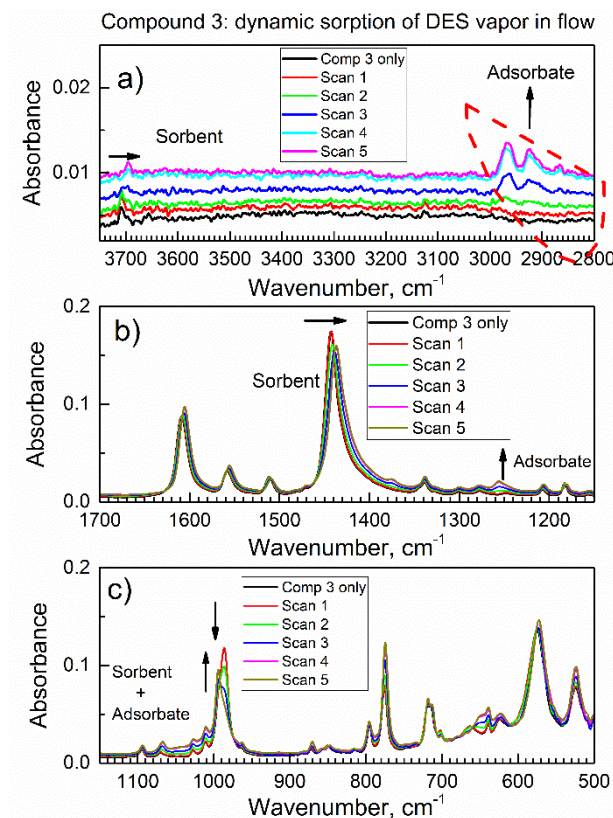 Compound 3: dynamic sorption of DES vapor in flow
a)
Comp 3 only
Scan 1
Scan 2
Scan 3
Scan 4
Scan 5
Sorbent
Adsorbate
Absorbance
0.02
0.01
3700 3600 3500 3400 3300 3200 3100 3000 2900 2800
Wavenumber, cm⁻¹
b)
Comp 3 only
Scan 1
Scan 2
Scan 3
Scan 4
Scan 5
Sorbent
Adsorbate
Absorbance
0.2
0.1
0.0
1700 1600 1500 1400 1300 1200
Wavenumber, cm⁻¹
c)
Comp 3 only
Scan 1
Scan 2
Scan 3
Scan 4
Scan 5
Sorbent
+
Adsorbate
Absorbance
0.2
0.1
0.0
1100 1000 900 800 700 600 500
Wavenumber, cm⁻¹